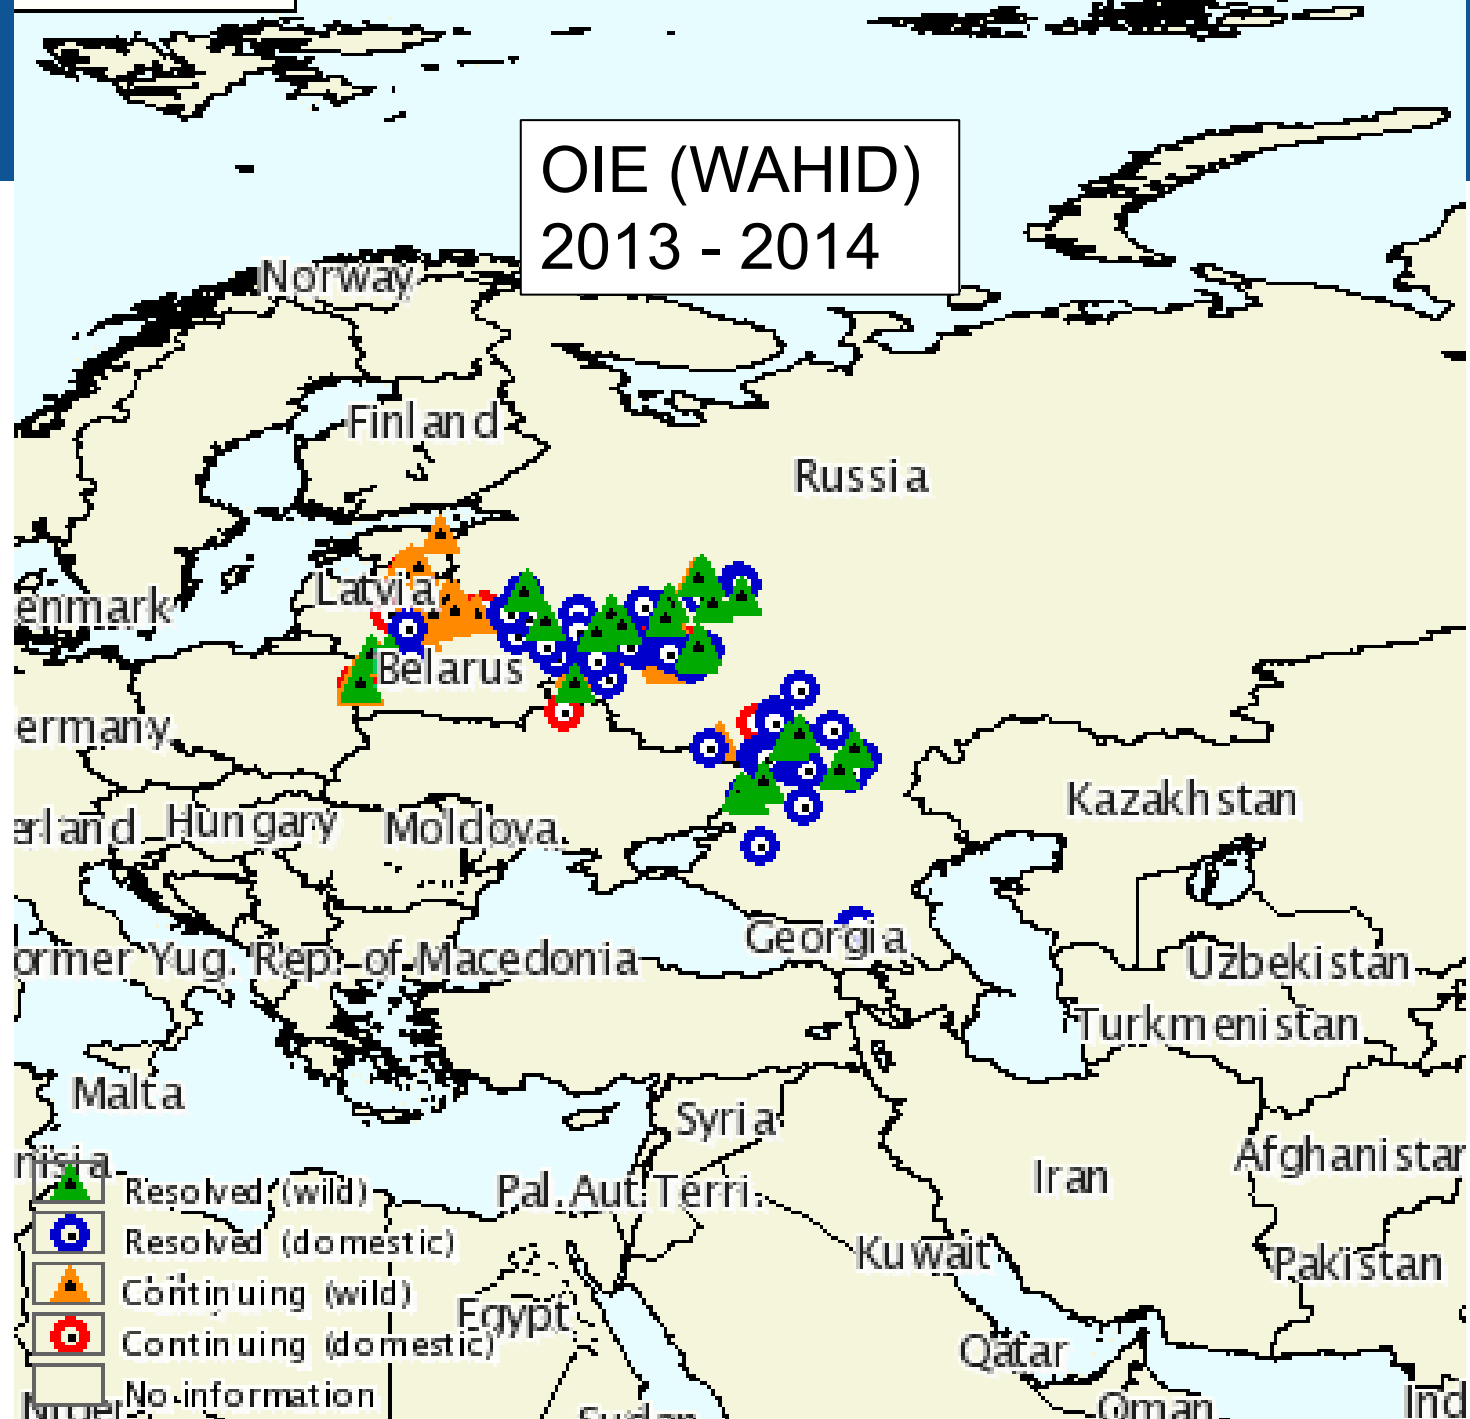 OIE (WAHID)
2013 - 2014
Norway
Finland
Russia
Latvia
enmark
Belarus
ermany
Kazakhstan
erland
Hungary
Moldova
Georgia
ormer Yug. Rep. of Macedonia
Uzbekistan
Turkmenistan
Malta
Syria
Afghanistan
nisia
Iran
Pal. Aut. Terri.
Resolved (wild)
Resolved (domestic)
Kuwait
Pakistan
Continuing (wild)
Egypt
Continuing (domestic)
Qatar
No information
Oman
Ind
Sudan